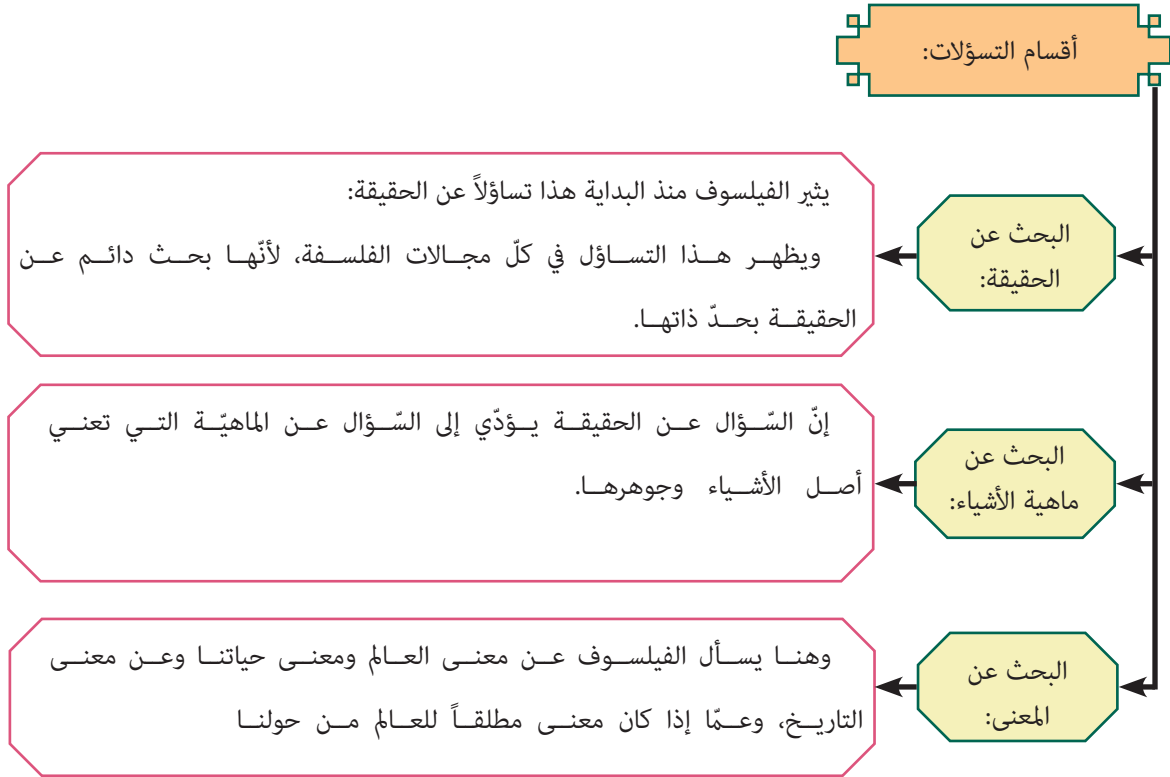 أقسام التسؤلات:
البحث عن
الحقيقة:
يثير الفيلسوف منذ البداية هذا تساؤلاً عن الحقيقة:
ويظهر هذا التساؤل في كلّ مجالات الفلسفة، لأنّها بحث دائم عن
الحقيقة بحدّ ذاتها.
البحث عن
ماهية الأشياء:
إنّ السّؤال عن الحقيقة يؤدّي إلى السّؤال عن الماهيّة التي تعني
أصل الأشياء وجوهرها.
البحث عن
المعنى:
وهنا يسأل الفيلسوف عن معنى العالم ومعنى حياتنا وعن معنى
التاريخ، وعمّا إذا كان معنى مطلقاً للعالم من حولنا